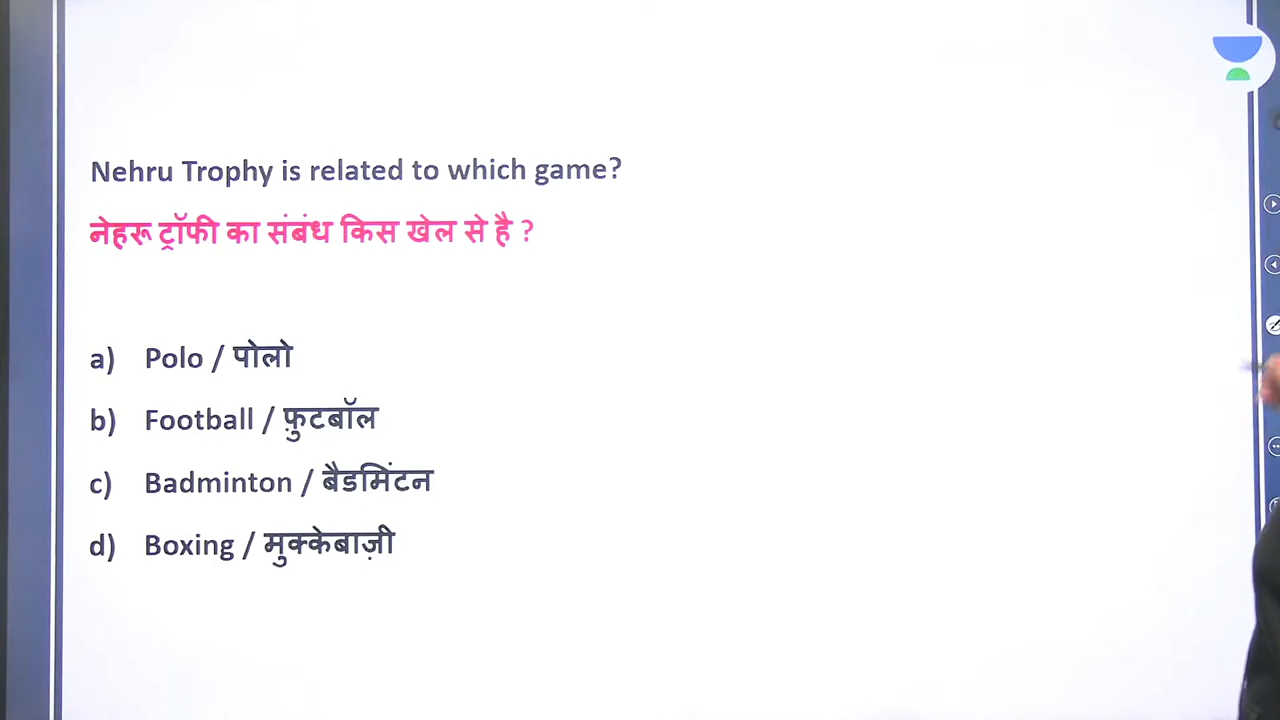 Nehru Trophy is related to which game?
नेहरू ट्रॉफी का संबंध किस खेल से है ?
a) Polo / पोलो
b) Football / फ़ुटबॉल
c) Badminton / बैडमिंटन
d) Boxing / मुक्केबाज़ी